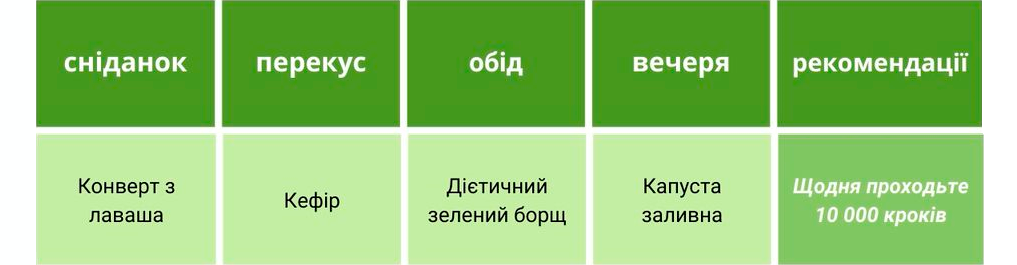 сніданок
перекус
обід
вечеря
рекомендації
Конверт з
лаваша
Кефір
Дієтичний
зелений борщ
Капуста
заливна
Щодня проходьте
10 000 кроків